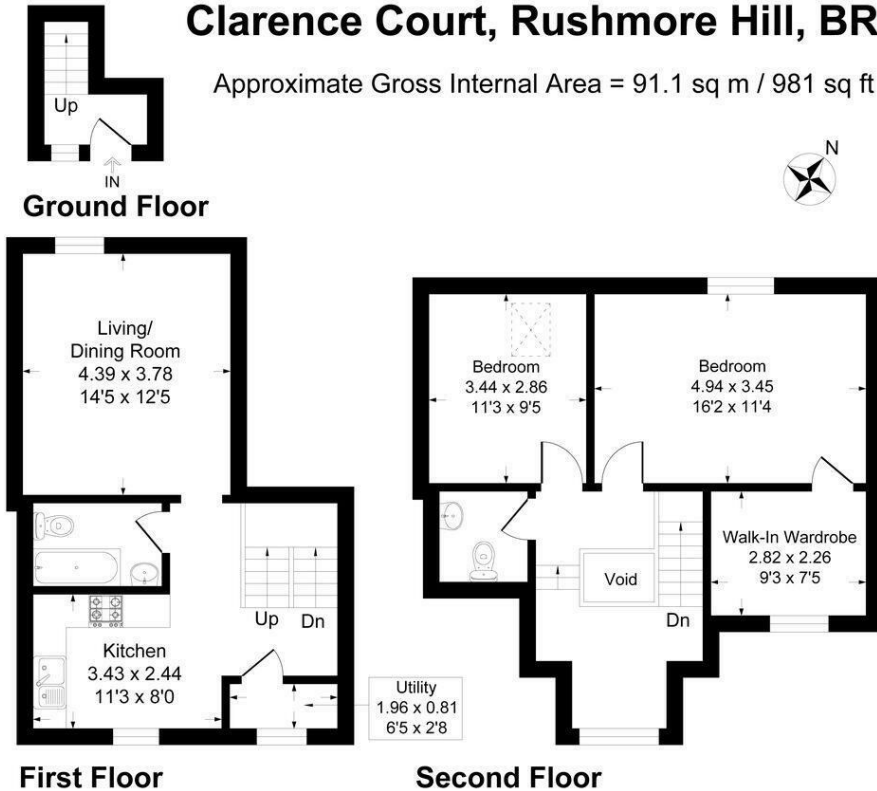 Clarence Court, Rushmore Hill, BR
Approximate Gross Internal Area = 91.1 sq m / 981 sq ft
Up
IN
Ground Floor
N
Living/
Dining Room
4.39 x 3.78
14'5 x 12'5
Kitchen
3.43 x 2.44
11'3 x 8'0
Up
Dn
Utility
1.96 x 0.81
6'5 x 2'8
First Floor
Bedroom
3.44 x 2.86
11'3 x 9'5
Bedroom
4.94 x 3.45
16'2 x 11'4
Walk-In Wardrobe
2.82 x 2.26
9'3 x 7'5
Void
Dn
Second Floor